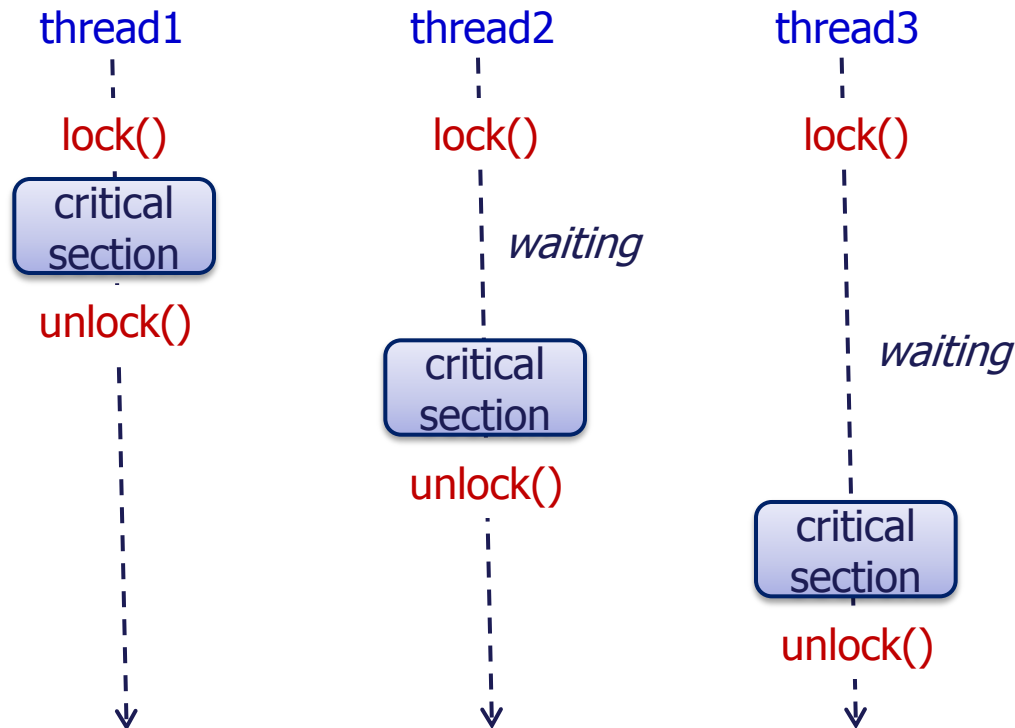 thread1
thread2
thread3
lock()
lock()
lock()
critical
section
waiting
unlock()
critical
section
waiting
unlock()
critical
section
unlock()